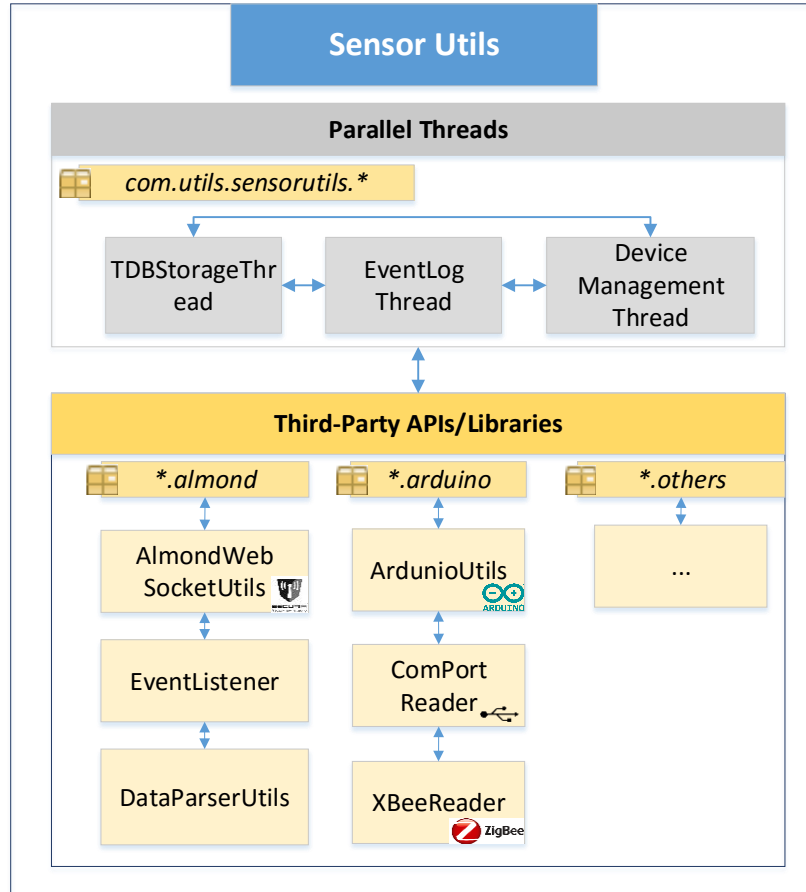 Sensor Utils
Parallel Threads
com.utils.sensorutils.*
TDBStorageThr
ead
EventLog
Thread
Device
Management
Thread
Third-Party APIs/Libraries
*.almond
*.arduino
*.others
AlmondWeb
SocketUtils
ArdunioUtils
ARDUINO
...
EventListener
ComPort
Reader
DataParserUtils
XBeeReader
ZigBee